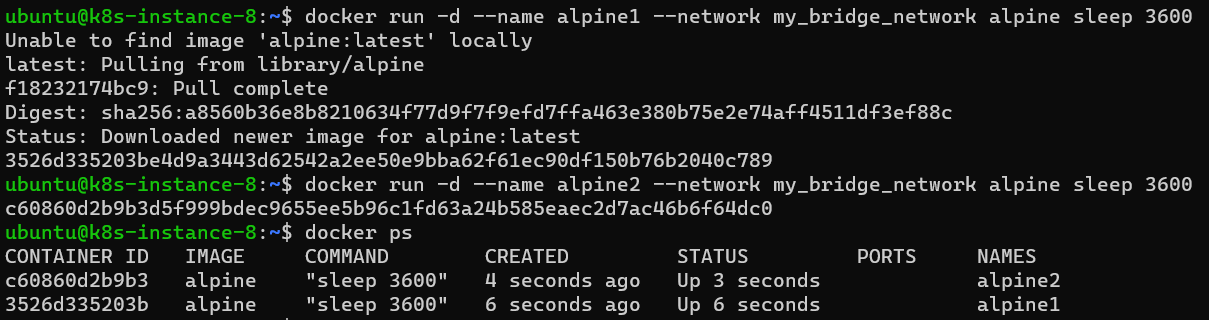 ubuntu@k8s-instance-8:~$ docker run -d --name alpine1 --network my_bridge_network alpine sleep 3600
Unable to find image 'alpine:latest' locally
latest: Pulling from library/alpine
f18232174bc9: Pull complete
Digest: sha256:a8560b36e8b8210634f77d9f7f9efd7ffa463e380b75e2e74aff4511df3ef88c
Status: Downloaded newer image for alpine:latest
3526d335203be4d9a3443d62542a2ee50e9bba62f61ec90df150b76b2040c789
ubuntu@k8s-instance-8:~$ docker run -d --name alpine2 --network my_bridge_network alpine sleep 3600
c60860d2b9b3d5f999bdec9655ee5b96c1fd63a24b585eaec2d7ac46b6f64dc0
ubuntu@k8s-instance-8:~$ docker ps
CONTAINER ID   IMAGE     COMMAND        CREATED         STATUS         PORTS     NAMES
c60860d2b9b3   alpine    "sleep 3600"   4 seconds ago   Up 3 seconds             alpine2
3526d335203b   alpine    "sleep 3600"   6 seconds ago   Up 6 seconds             alpine1